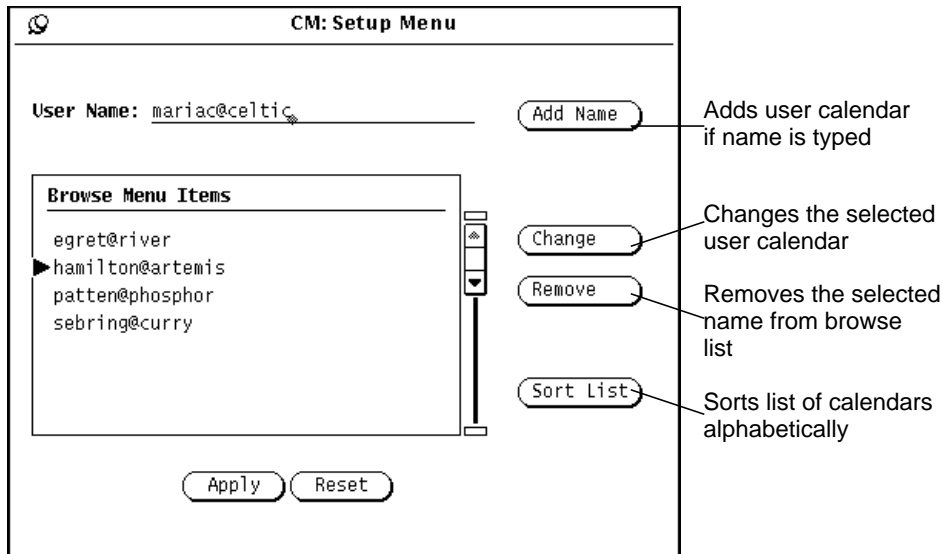 CM: Setup Menu
User Name: mariac@celtic
Add Name
Adds user calendar
if name is typed
Browse Menu Items
egret@river
hamilton@artemis
patten@phosphor
sebring@curry
Change
Changes the selected
user calendar
Remove
Removes the selected
name from browse
list
Sort List
Sorts list of calendars
alphabetically
Apply
Reset